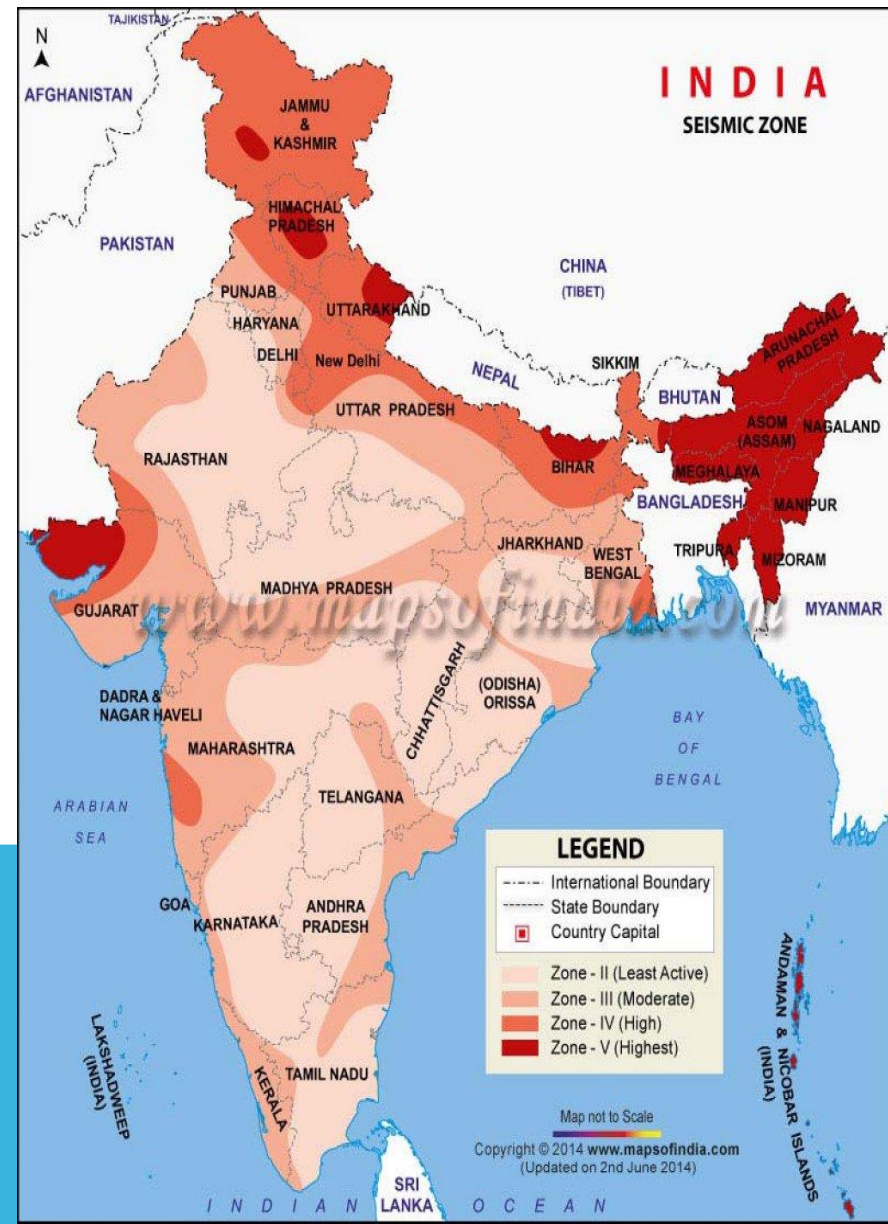 TAJIKISTAN
N
AFGHANISTAN
INDIA
SEISMIC ZONE
JAMMU
&
KASHMIR
HIMACHAL
PRADESH
PAKISTAN
CHINA
(TIBET)
PUNJAB
UTTARAKHAND
HARYANA
DELHI
New Delhi
NEPAL
SIKKIM
ARUNACHAL
PRADESH
BHUTAN
UTTAR PRADESH
ASOM
(ASSAM)
NAGALAND
RAJASTHAN
BIHAR
MEGHALAYA
BANGLADESH
MANIPUR
JHARKHAND
WEST
BENGAL
TRIPURA
MIZORAM
MADHYA PRADESH
www.mapsofindia.com
GUJARAT
MYANMAR
CHHATTISGARH
(ODISHA)
ORISSA
DADRA &
NAGAR HAVELI
MAHARASHTRA
BAY
OF
BENGAL
TELANGANA
ARABIAN
SEA
GOA
KARNATAKA
ANDHRA
PRADESH
LEGEND
International Boundary
State Boundary
Country Capital
Zone - II (Least Active)
Zone - III (Moderate)
Zone - IV (High)
Zone - V (Highest)
ANDAMAN & NICOBAR ISLANDS
(INDIA)
LAKSHADWEEP
(INDIA)
KERALA
TAMIL NADU
Map not to Scale
Copyright © 2014 www.mapsofindia.com
(Updated on 2nd June 2014)
SRI
LANKA
INDIAN OCEAN